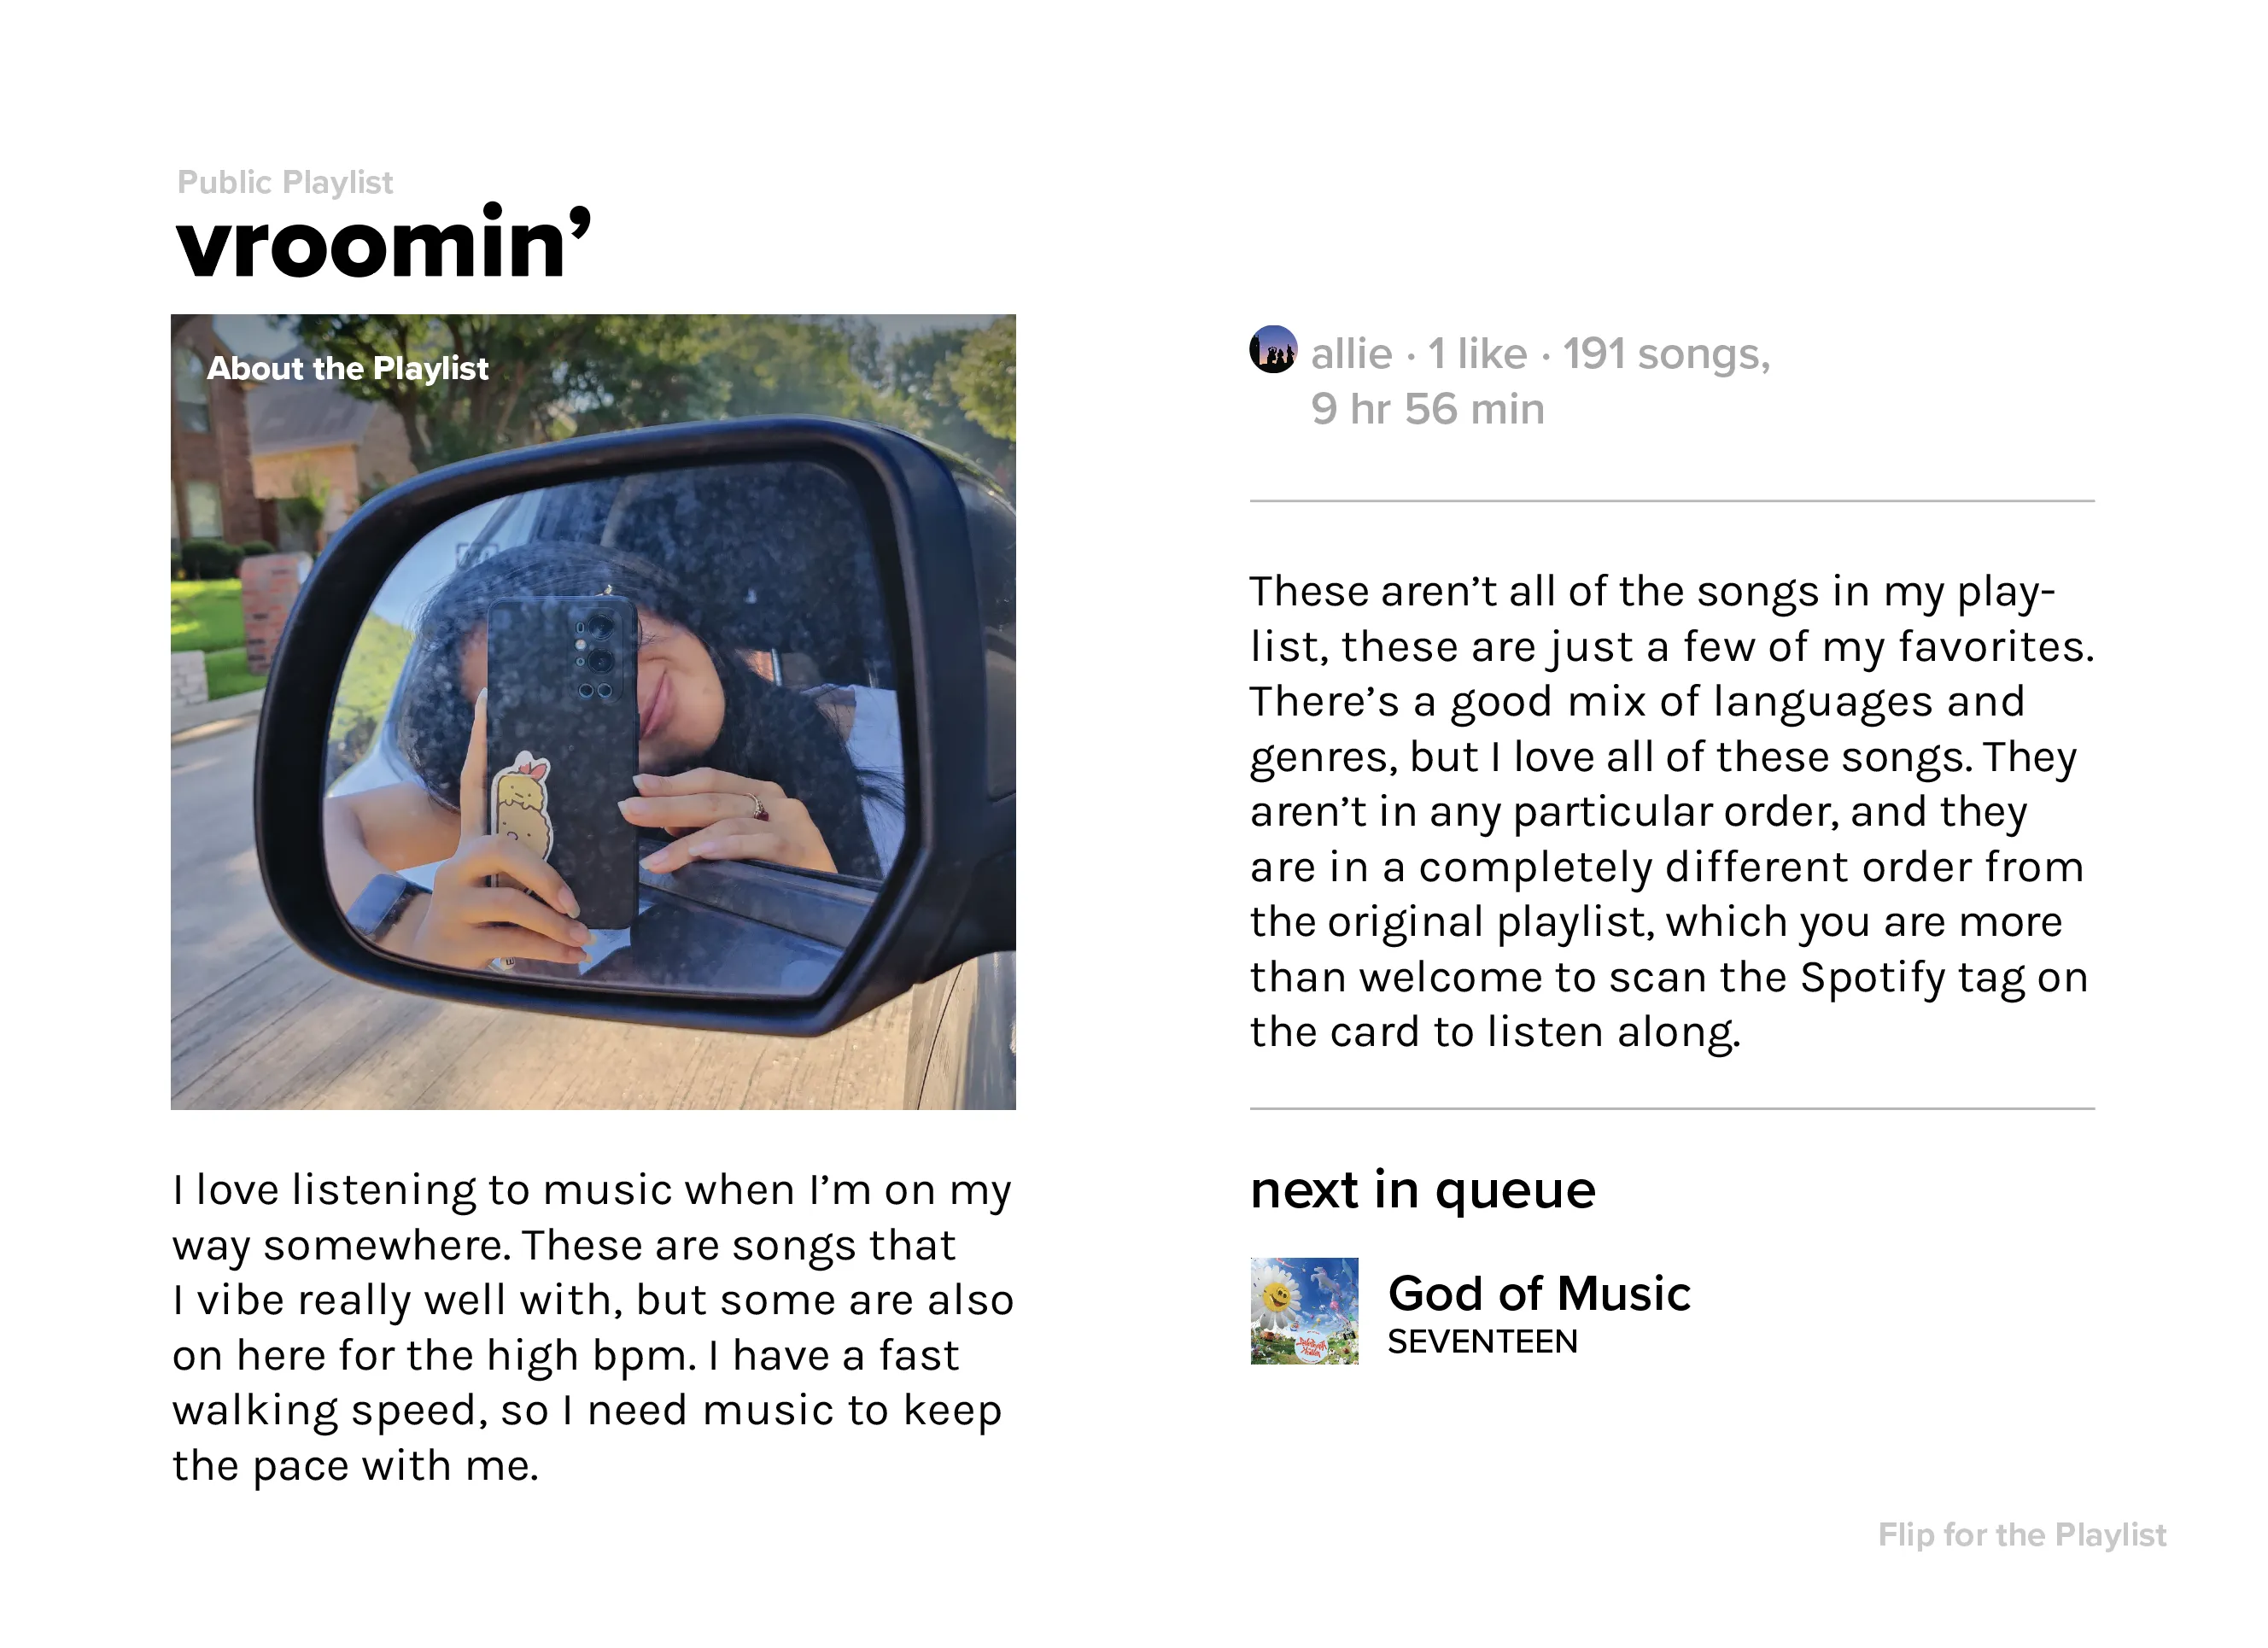 Public Playlist
vroomin’
About the Playlist
I love listening to music when I’m on my
way somewhere. These are songs that
I vibe really well with, but some are also
on here for the high bpm. I have a fast
walking speed, so I need music to keep
the pace with me.
allie · 1 like · 191 songs,
9 hr 56 min
These aren’t all of the songs in my play-
list, these are just a few of my favorites.
There’s a good mix of languages and
genres, but I love all of these songs. They
aren’t in any particular order, and they
are in a completely different order from
the original playlist, which you are more
than welcome to scan the Spotify tag on
the card to listen along.
next in queue
God of Music
SEVENTEEN
Flip for the Playlist